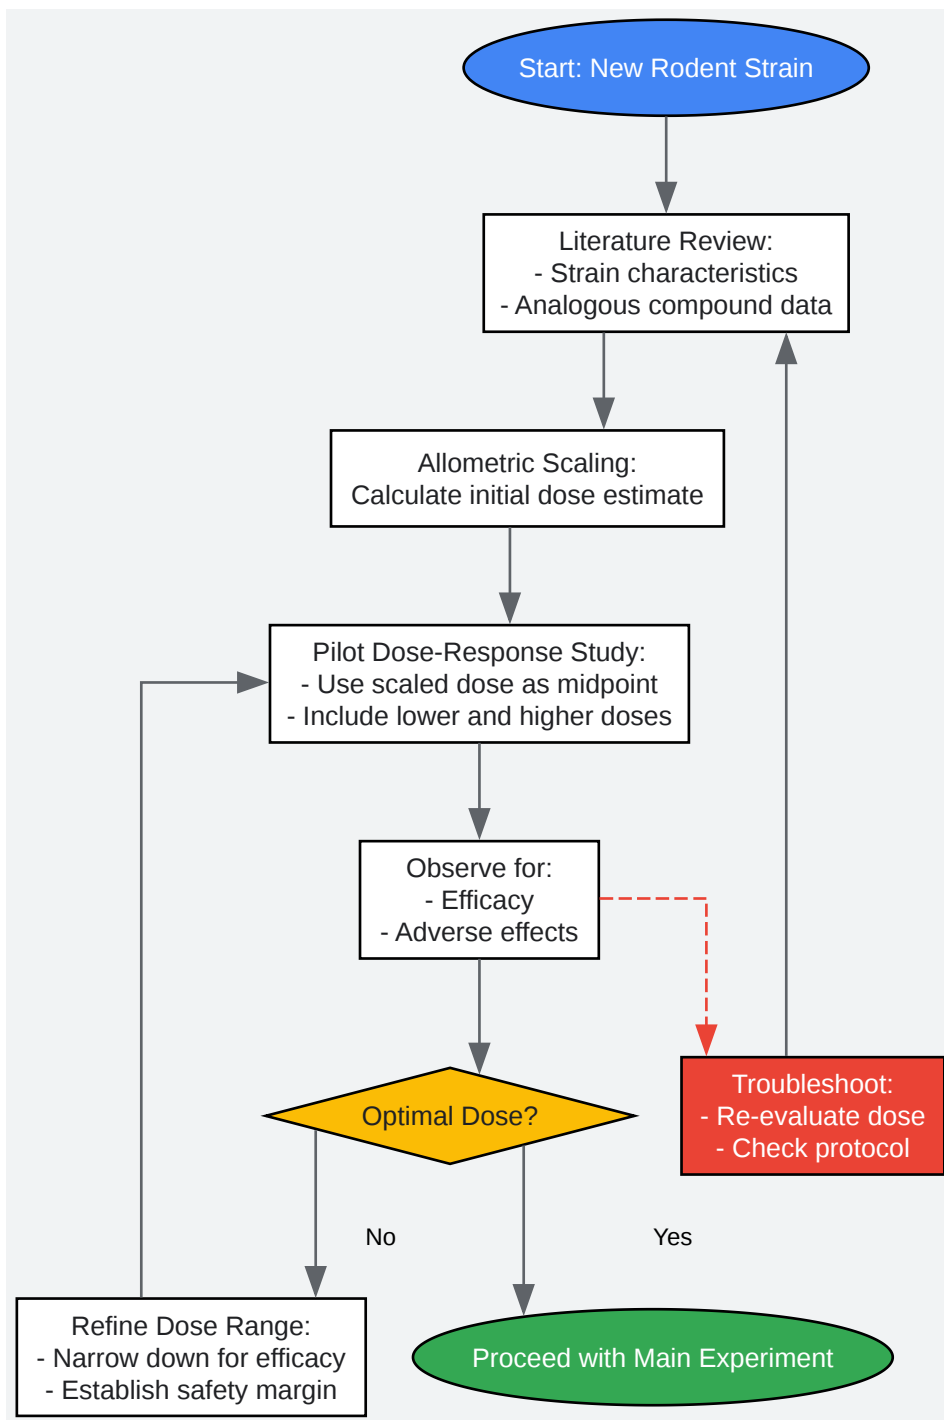 Start: New Rodent Strain
Literature Review:
- Strain characteristics
- Analogous compound data
Allometric Scaling:
Calculate initial dose estimate
Pilot Dose-Response Study:
- Use scaled dose as midpoint
- Include lower and higher doses
Observe for:
- Efficacy
- Adverse effects
Troubleshoot:
- Re-evaluate dose
- Check protocol
Optimal Dose?
No
Yes
Refine Dose Range:
- Narrow down for efficacy
- Establish safety margin
Proceed with Main Experiment